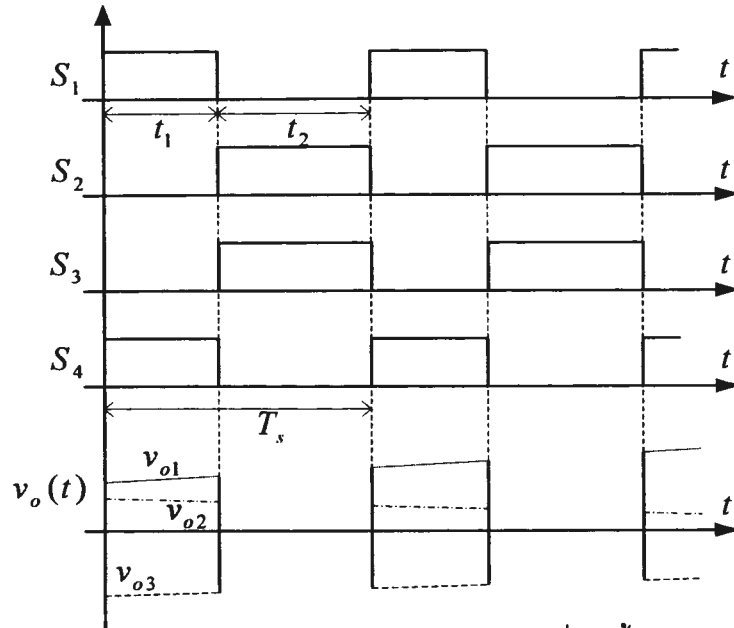 S₁ t
t₁ t₂
S₂ t
S₃ t
S₄ t
Tₛ
vₒ₁
vₒ(t) t
vₒ₂
vₒ₃